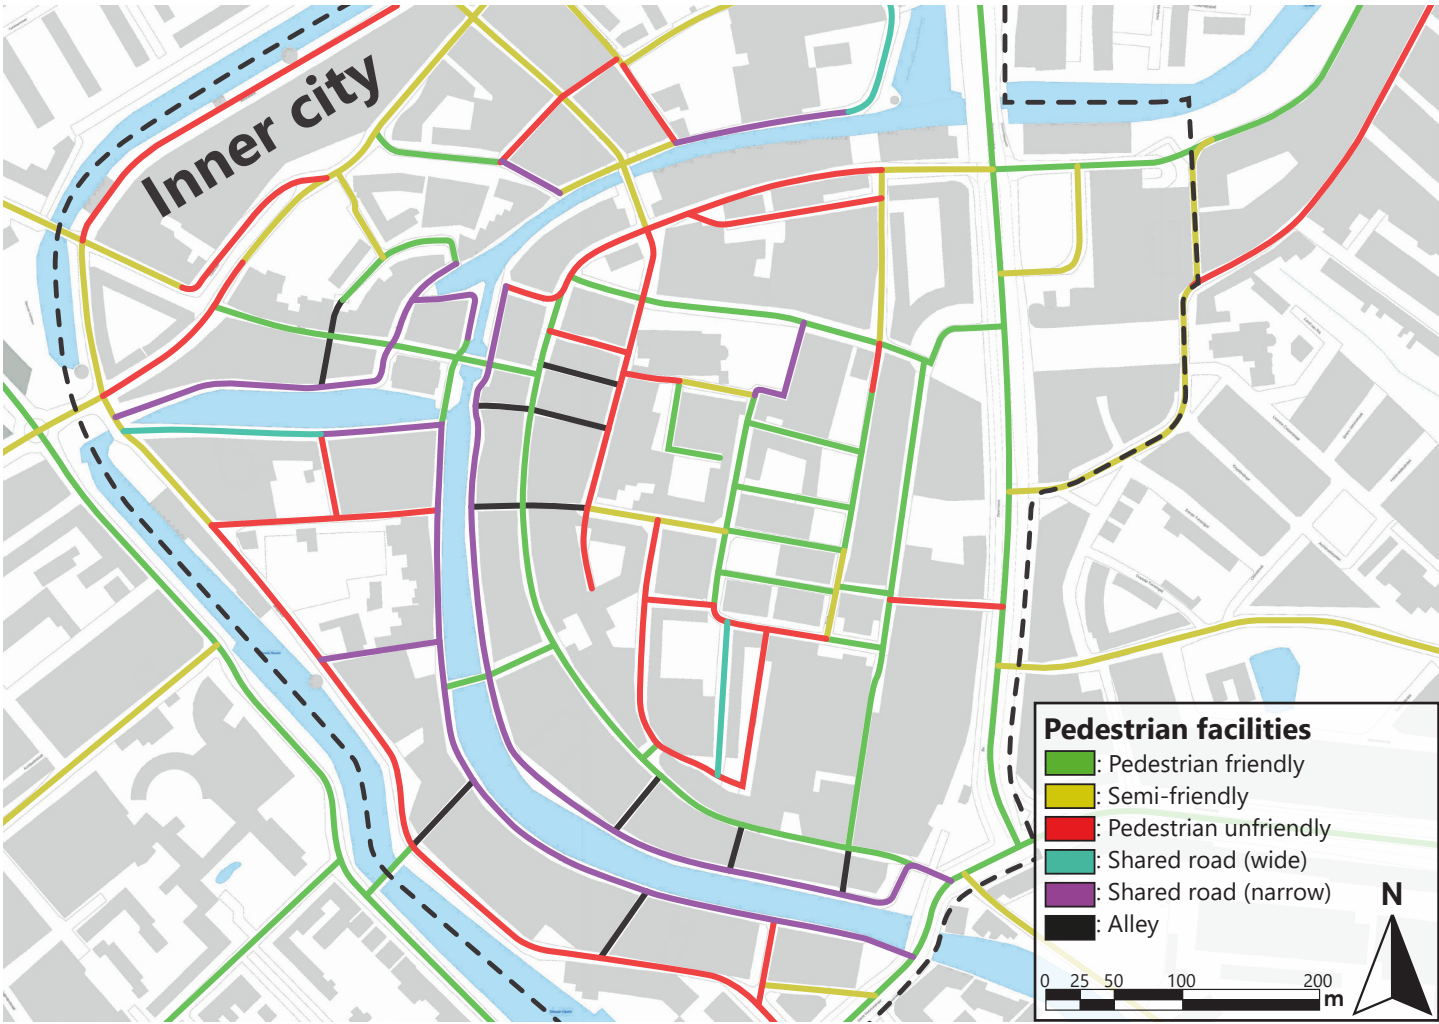 Inner city
Pedestrian facilities
: Pedestrian friendly
: Semi-friendly
: Pedestrian unfriendly
: Shared road (wide)
: Shared road (narrow)
: Alley
N
0 25 50 100 200
m